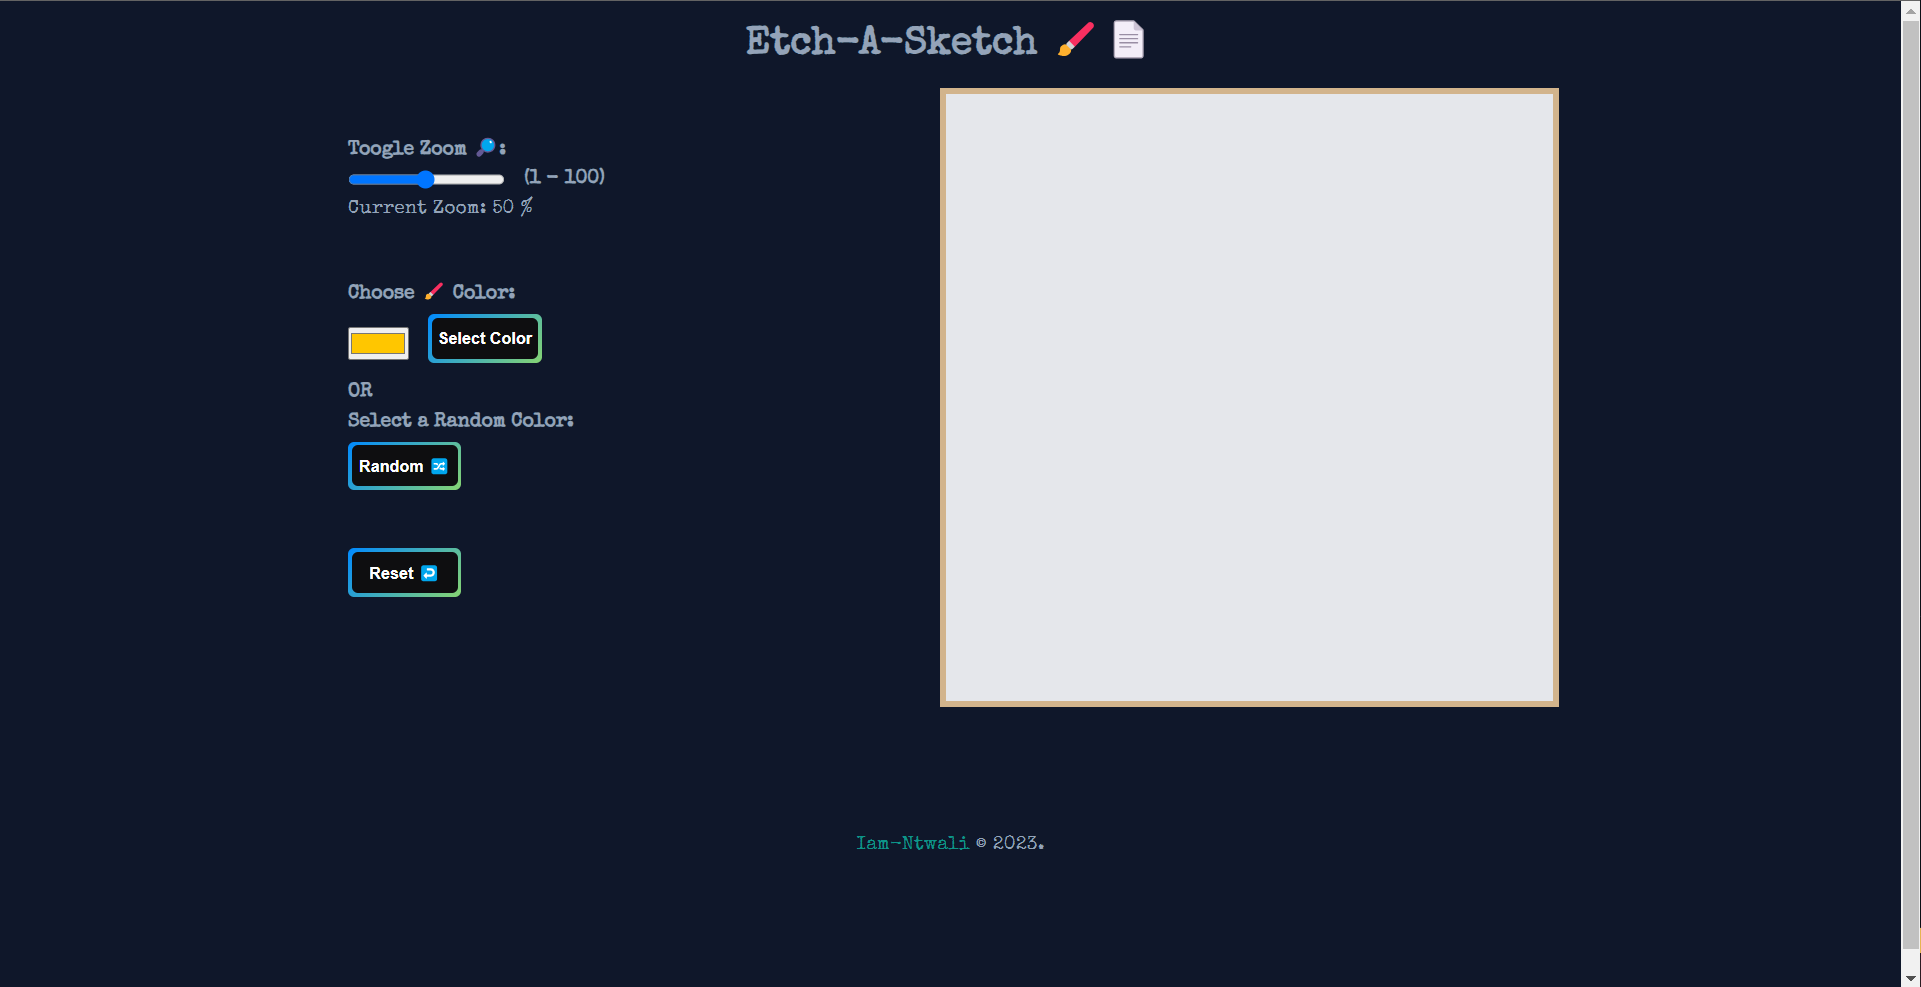 Etch-A-Sketch 🖌️ 📄
Toogle Zoom 🔎:
(1 - 100)
Current Zoom: 50 %
Choose 🖌️ Color:
Select Color
OR
Select a Random Color:
Random 🔀
Reset ↩️
Iam-Ntwali © 2023.